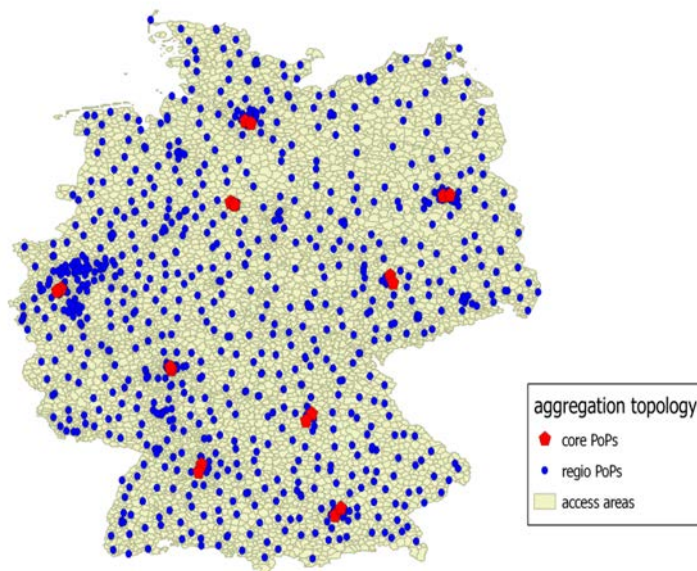 aggregation topology
core PoPs
regio PoPs
access areas